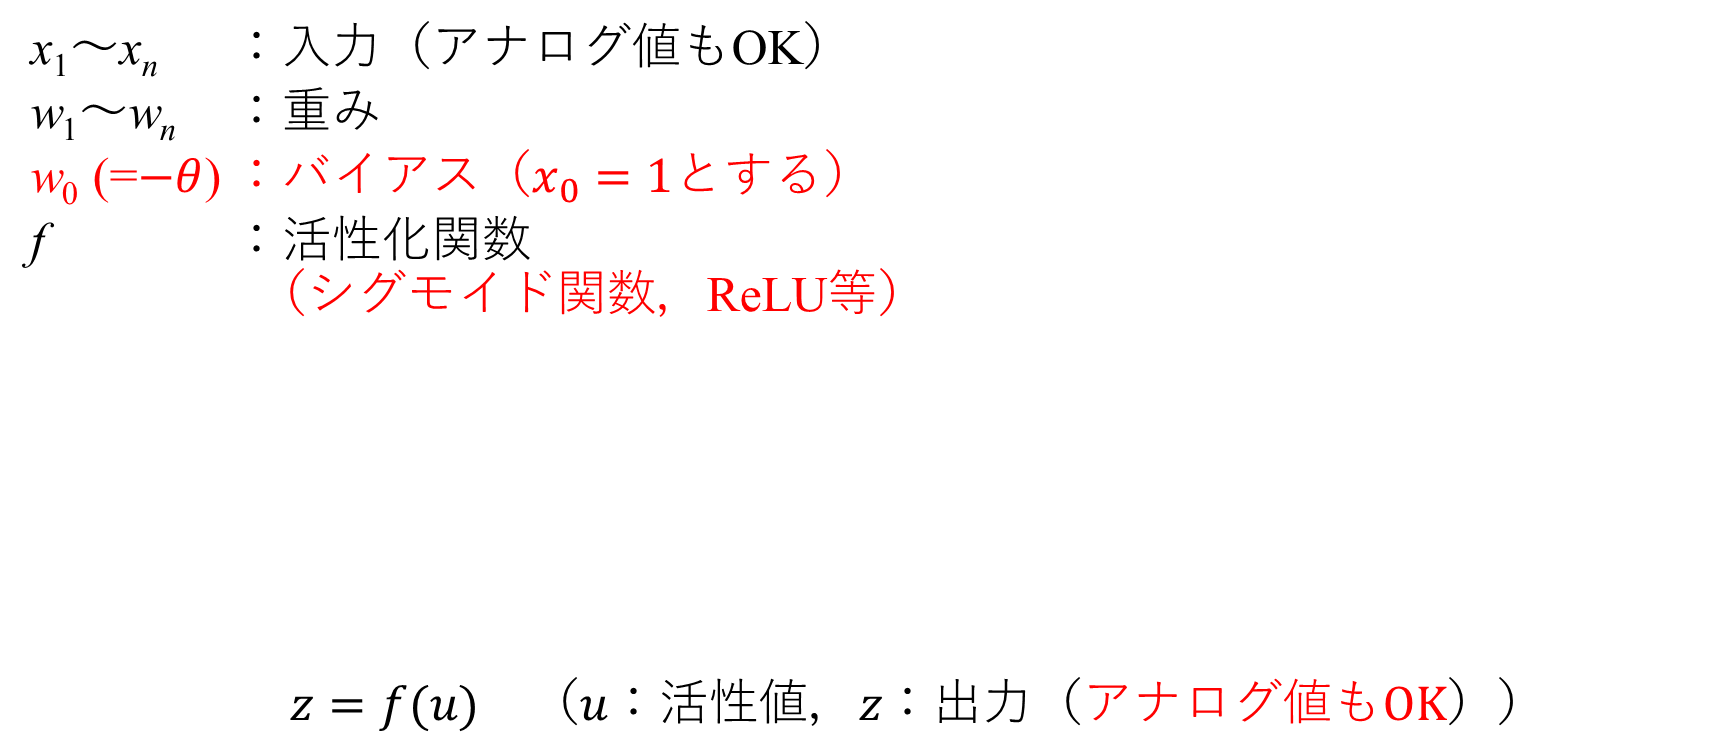 x₁～xₙ ：入力（アナログ値もOK）
w₁～wₙ ：重み
w₀ (=−θ) ：バイアス（x₀ = 1とする）
f ：活性化関数
（シグモイド関数，ReLU等）
z = f(u) （u：活性値，z：出力（アナログ値もOK））